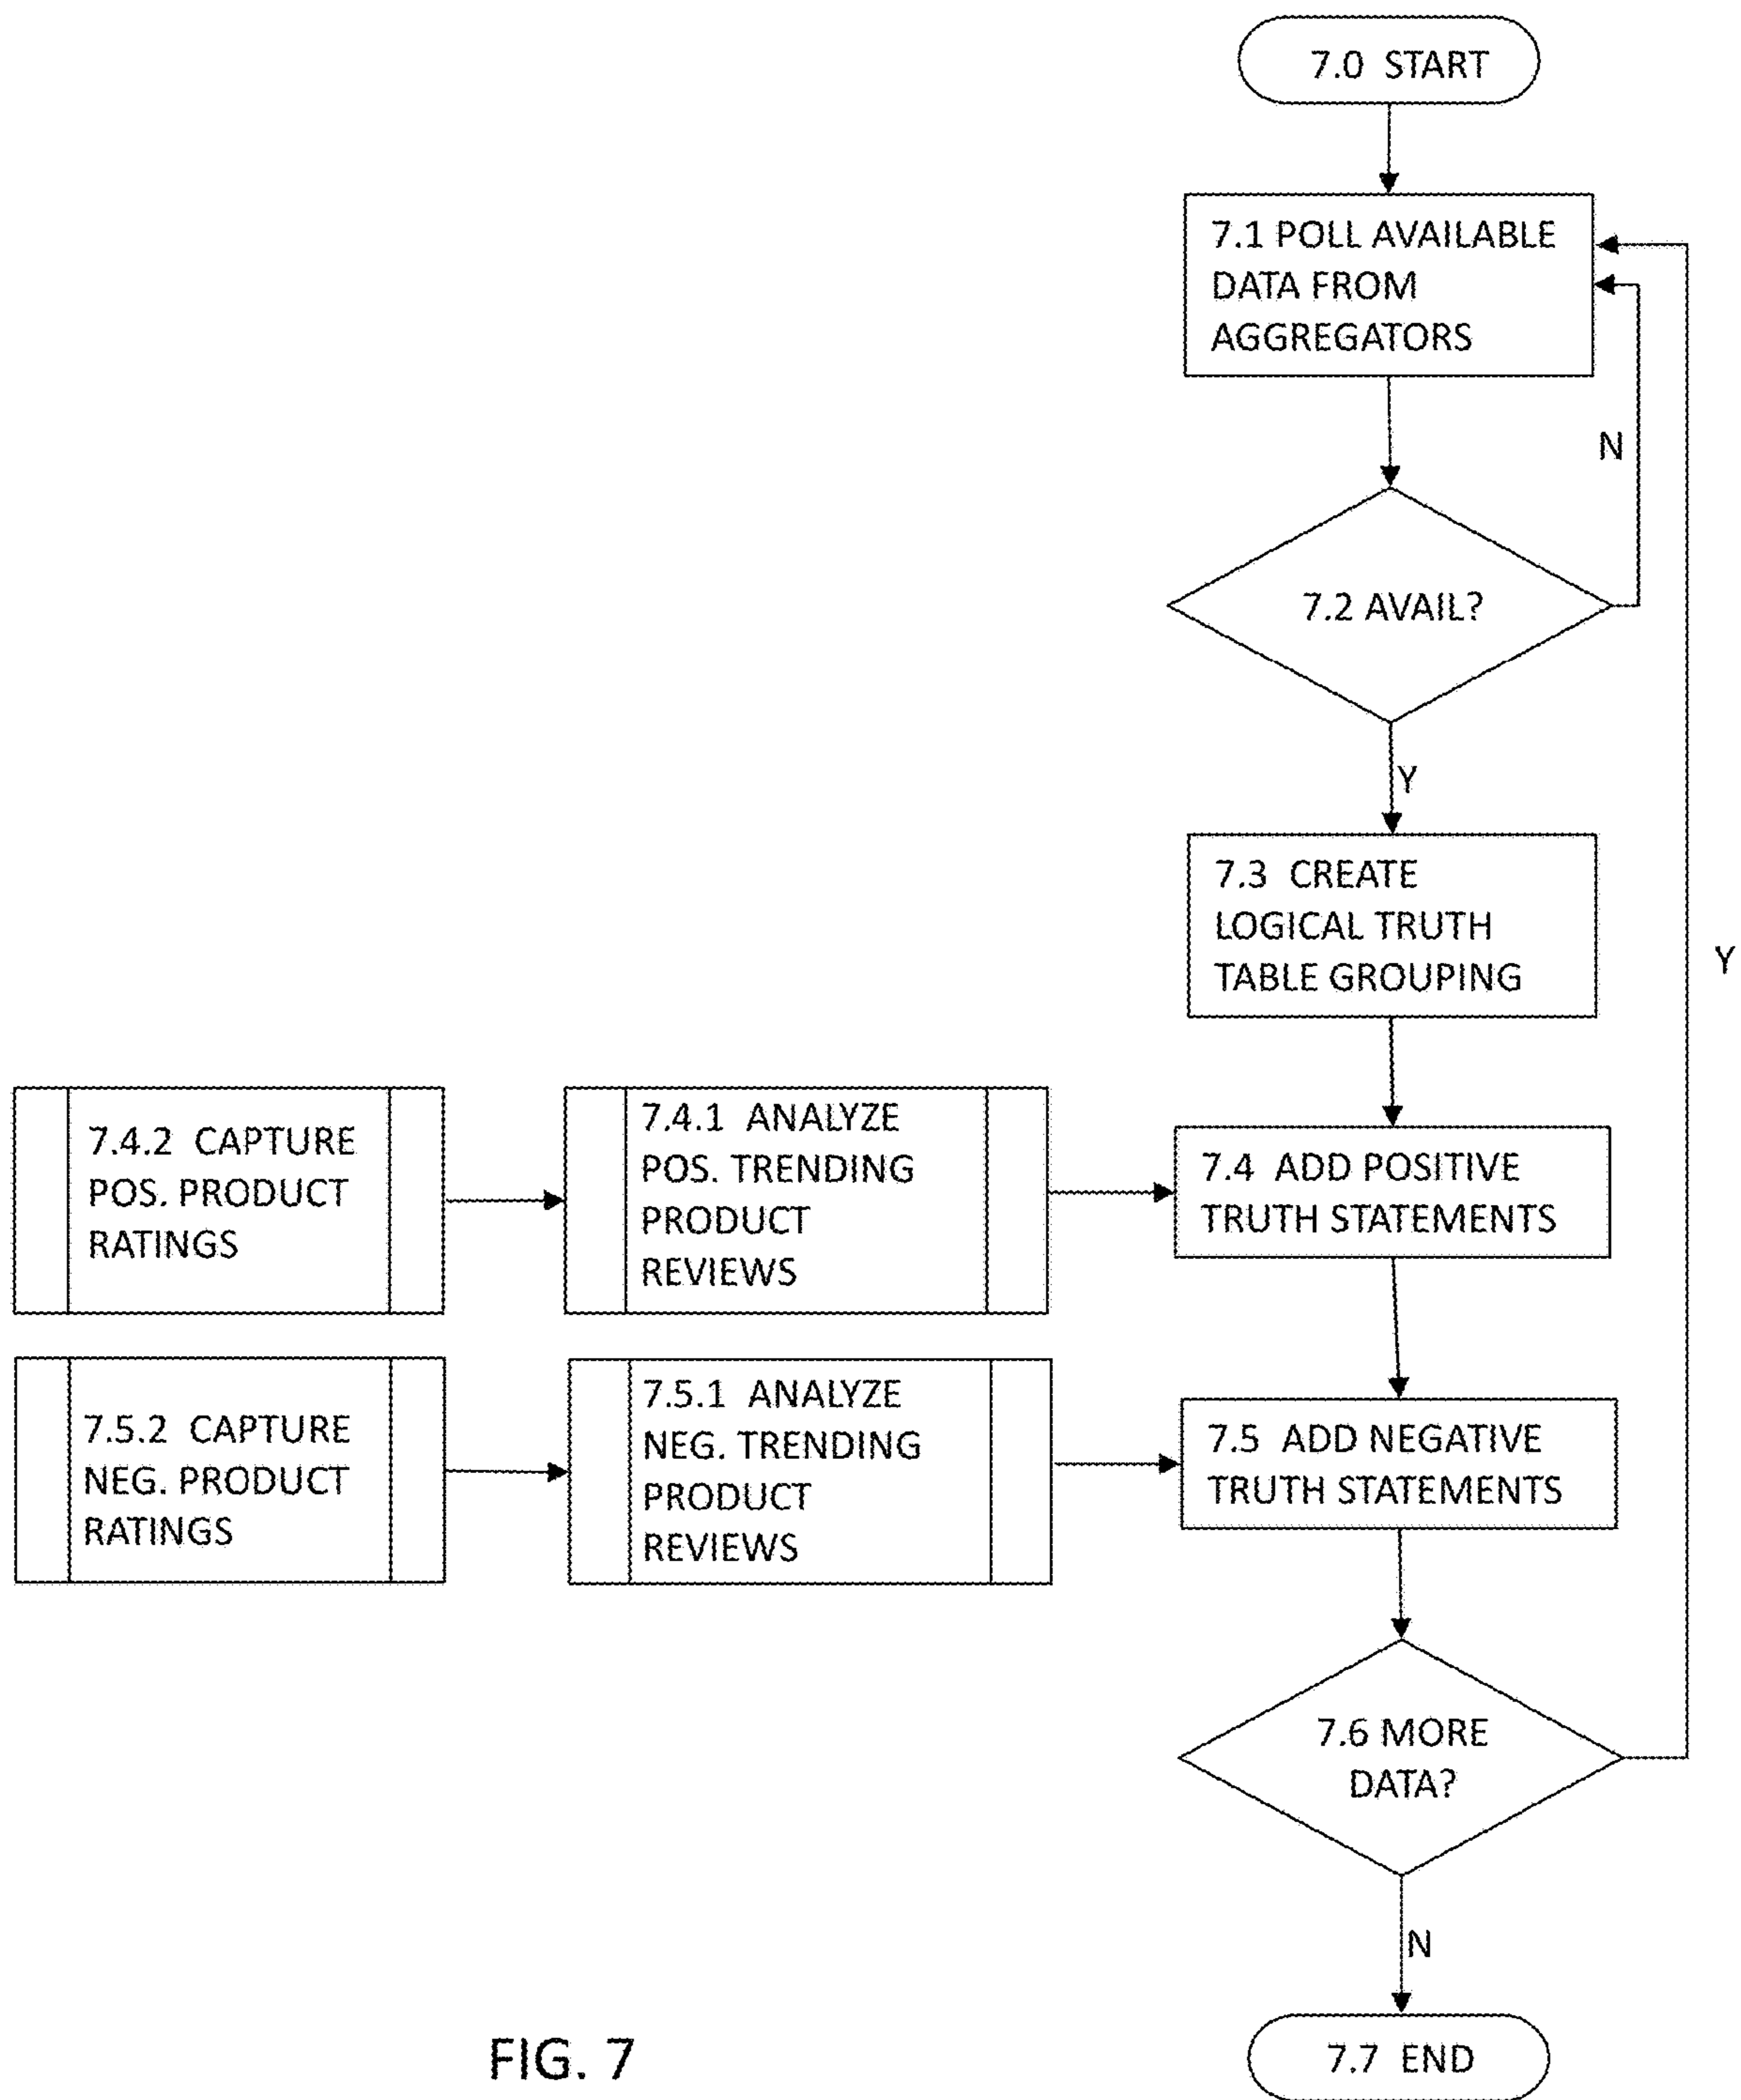 7.0 START
7.1 POLL AVAILABLE
DATA FROM
AGGREGATORS
N
7.2 AVAIL?
Y
7.3 CREATE
LOGICAL TRUTH
TABLE GROUPING
Y
7.4.2 CAPTURE
POS. PRODUCT
RATINGS
7.4.1 ANALYZE
POS. TRENDING
PRODUCT
REVIEWS
7.4 ADD POSITIVE
TRUTH STATEMENTS
7.5.2 CAPTURE
NEG. PRODUCT
RATINGS
7.5.1 ANALYZE
NEG. TRENDING
PRODUCT
REVIEWS
7.5 ADD NEGATIVE
TRUTH STATEMENTS
7.6 MORE
DATA?
N
7.7 END
FIG. 7